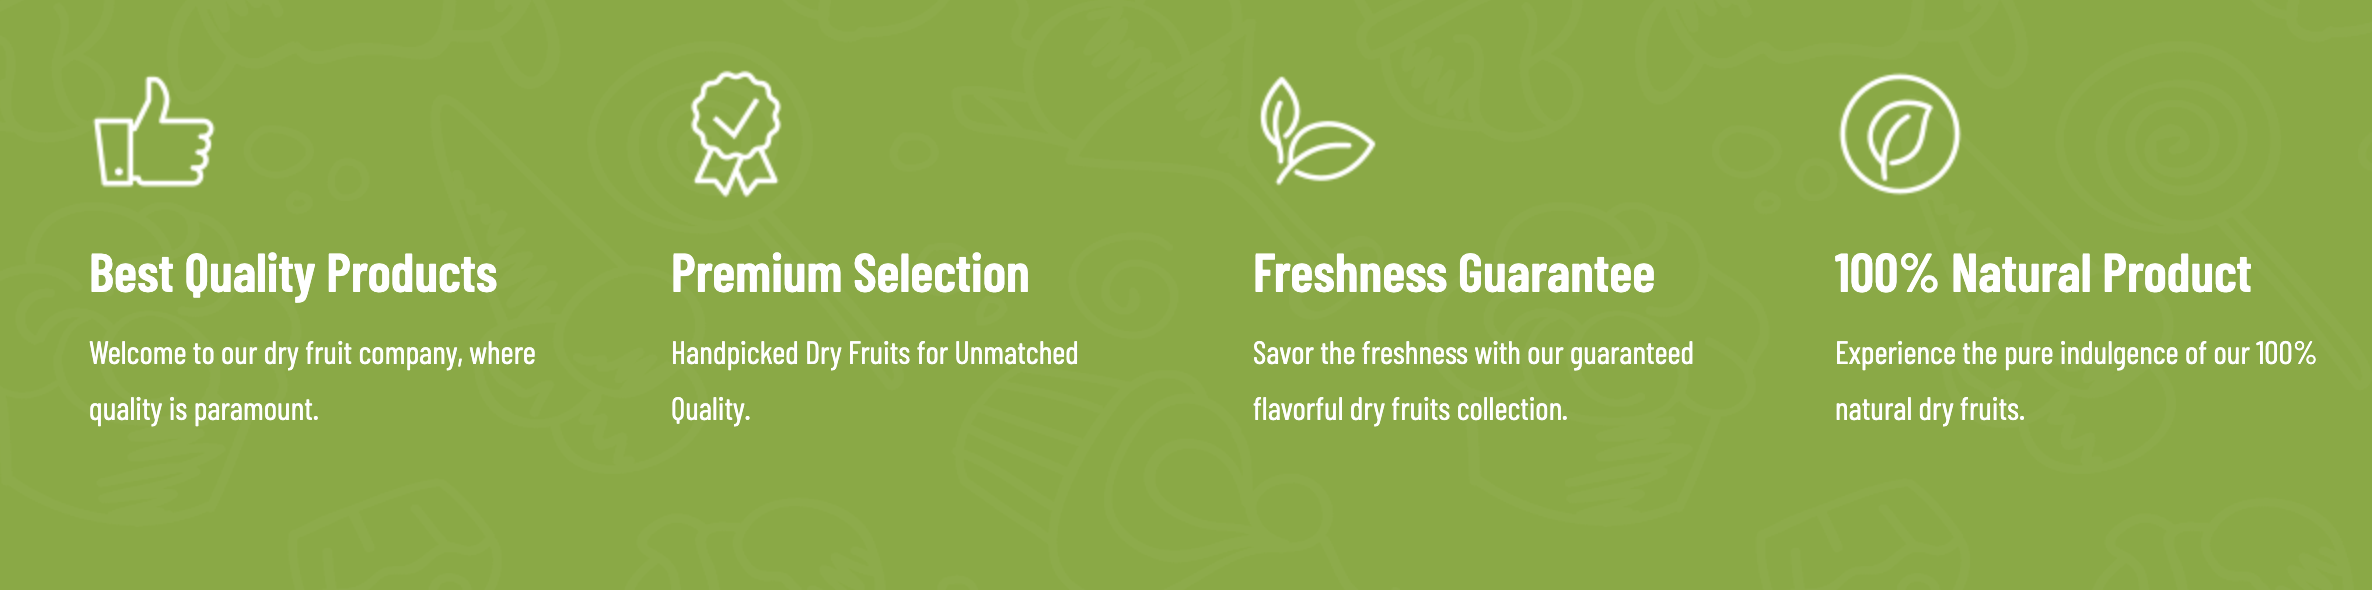 Best Quality Products
Welcome to our dry fruit company, where
quality is paramount.
Premium Selection
Handpicked Dry Fruits for Unmatched
Quality.
Freshness Guarantee
Savor the freshness with our guaranteed
flavorful dry fruits collection.
100% Natural Product
Experience the pure indulgence of our 100%
natural dry fruits.